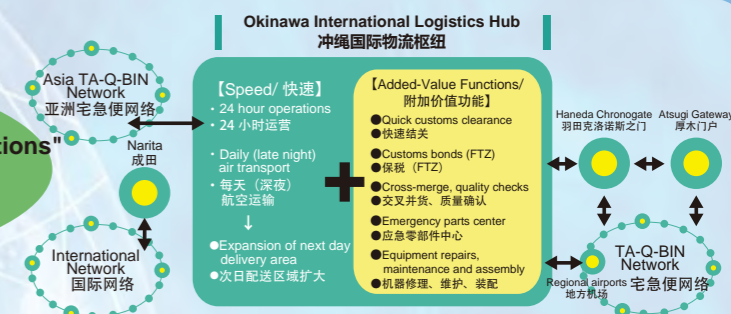 Okinawa International Logistics Hub
冲绳国际物流枢纽
Asia TA-Q-BIN
Network
亚洲宅急便网络
tions"
Narita
成田
International
Network
国际网络
【Speed/ 快速】
・24 hour operations
・24 小时运营
・Daily (late night)
air transport
・每天（深夜）
航空运输
↓
●Expansion of next day
delivery area
●次日配送区域扩大
【Added-Value Functions/
附加价值功能】
●Quick customs clearance
●快速结关
●Customs bonds (FTZ)
●保税（FTZ）
●Cross-merge, quality checks
●交叉并货、质量确认
●Emergency parts center
●应急零部件中心
●Equipment repairs,
maintenance and assembly
●机器修理、维护、装配
Haneda Chronogate
羽田克洛诺斯之门
Atsugi Gateway
厚木门户
TA-Q-BIN
Network
宅急便网络
Regional airports
地方机场